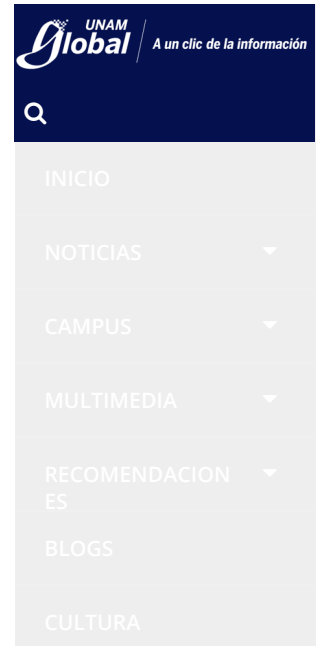 UNAM
Global
A un clic de la información
INICIO
NOTICIAS
CAMPUS
MULTIMEDIA
RECOMENDACION
ES
BLOGS
CULTURA